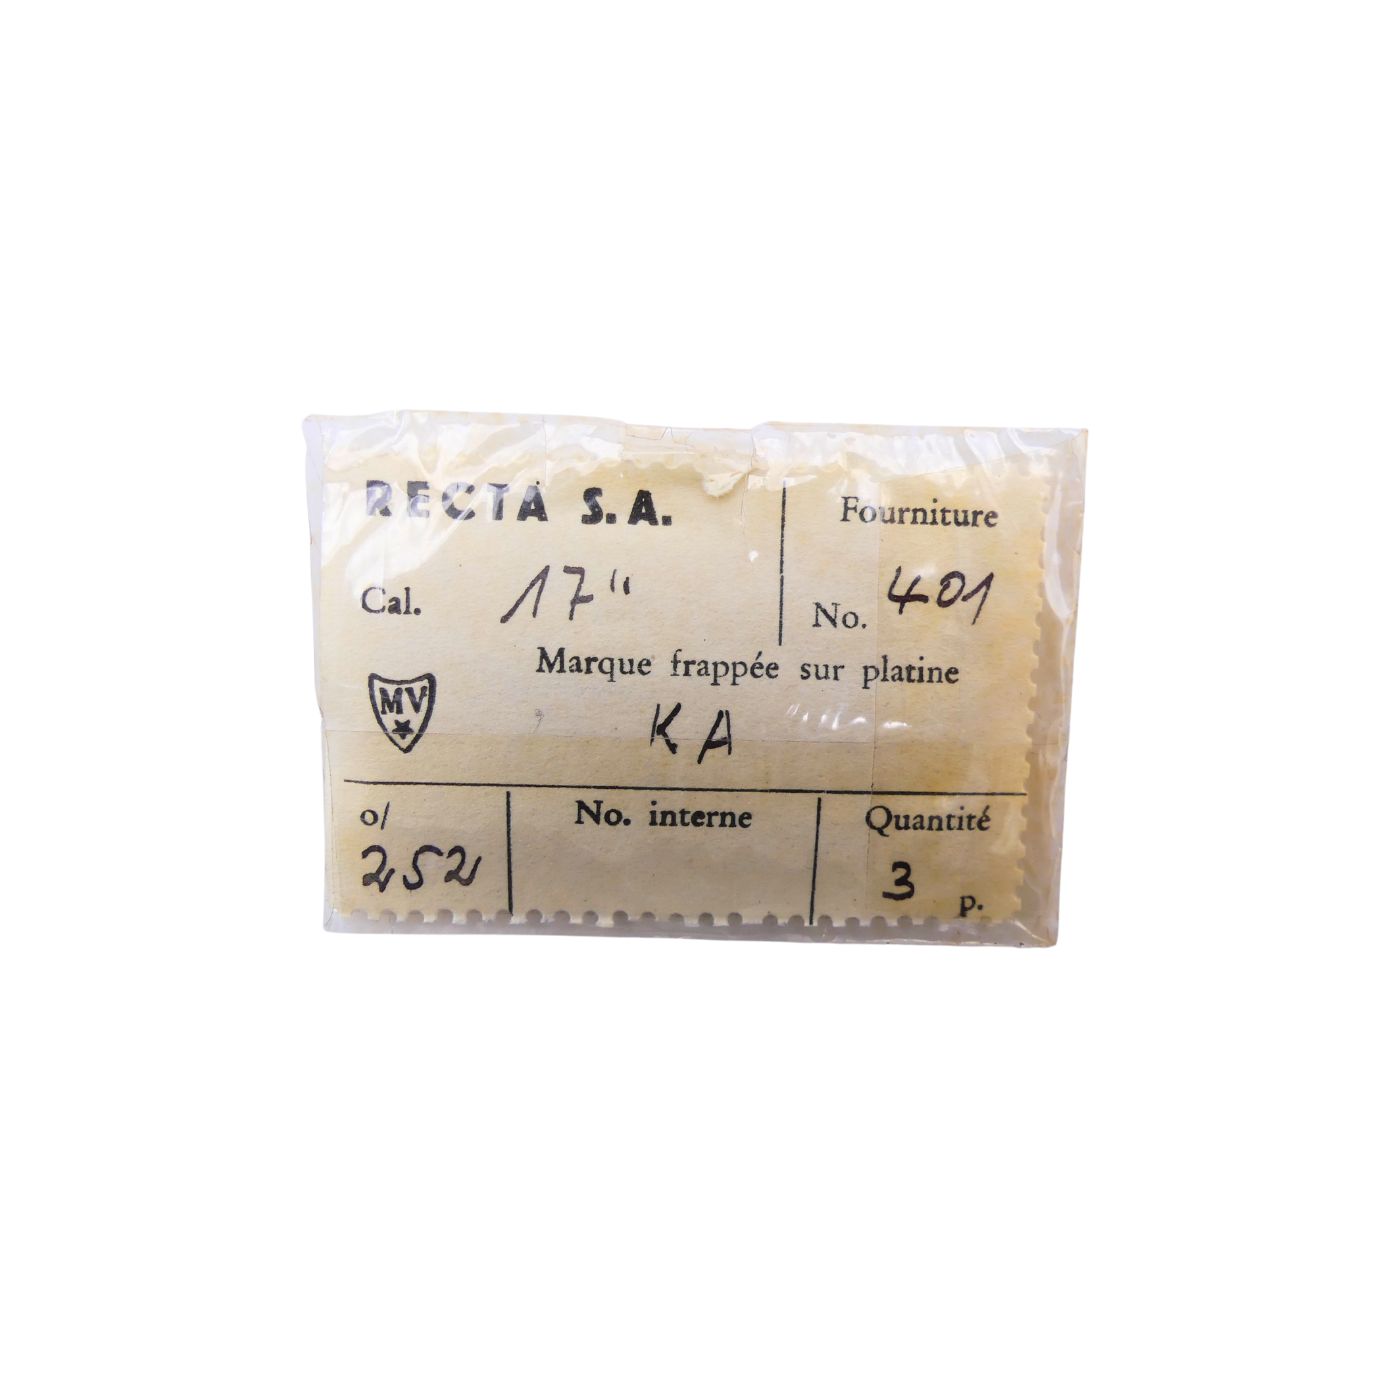 RECTA S.A.
Fourniture
Cal. 17"
No. 401
Marque frappée sur platine
MV
KA
o/
No. interne
Quantité
252
3 p.